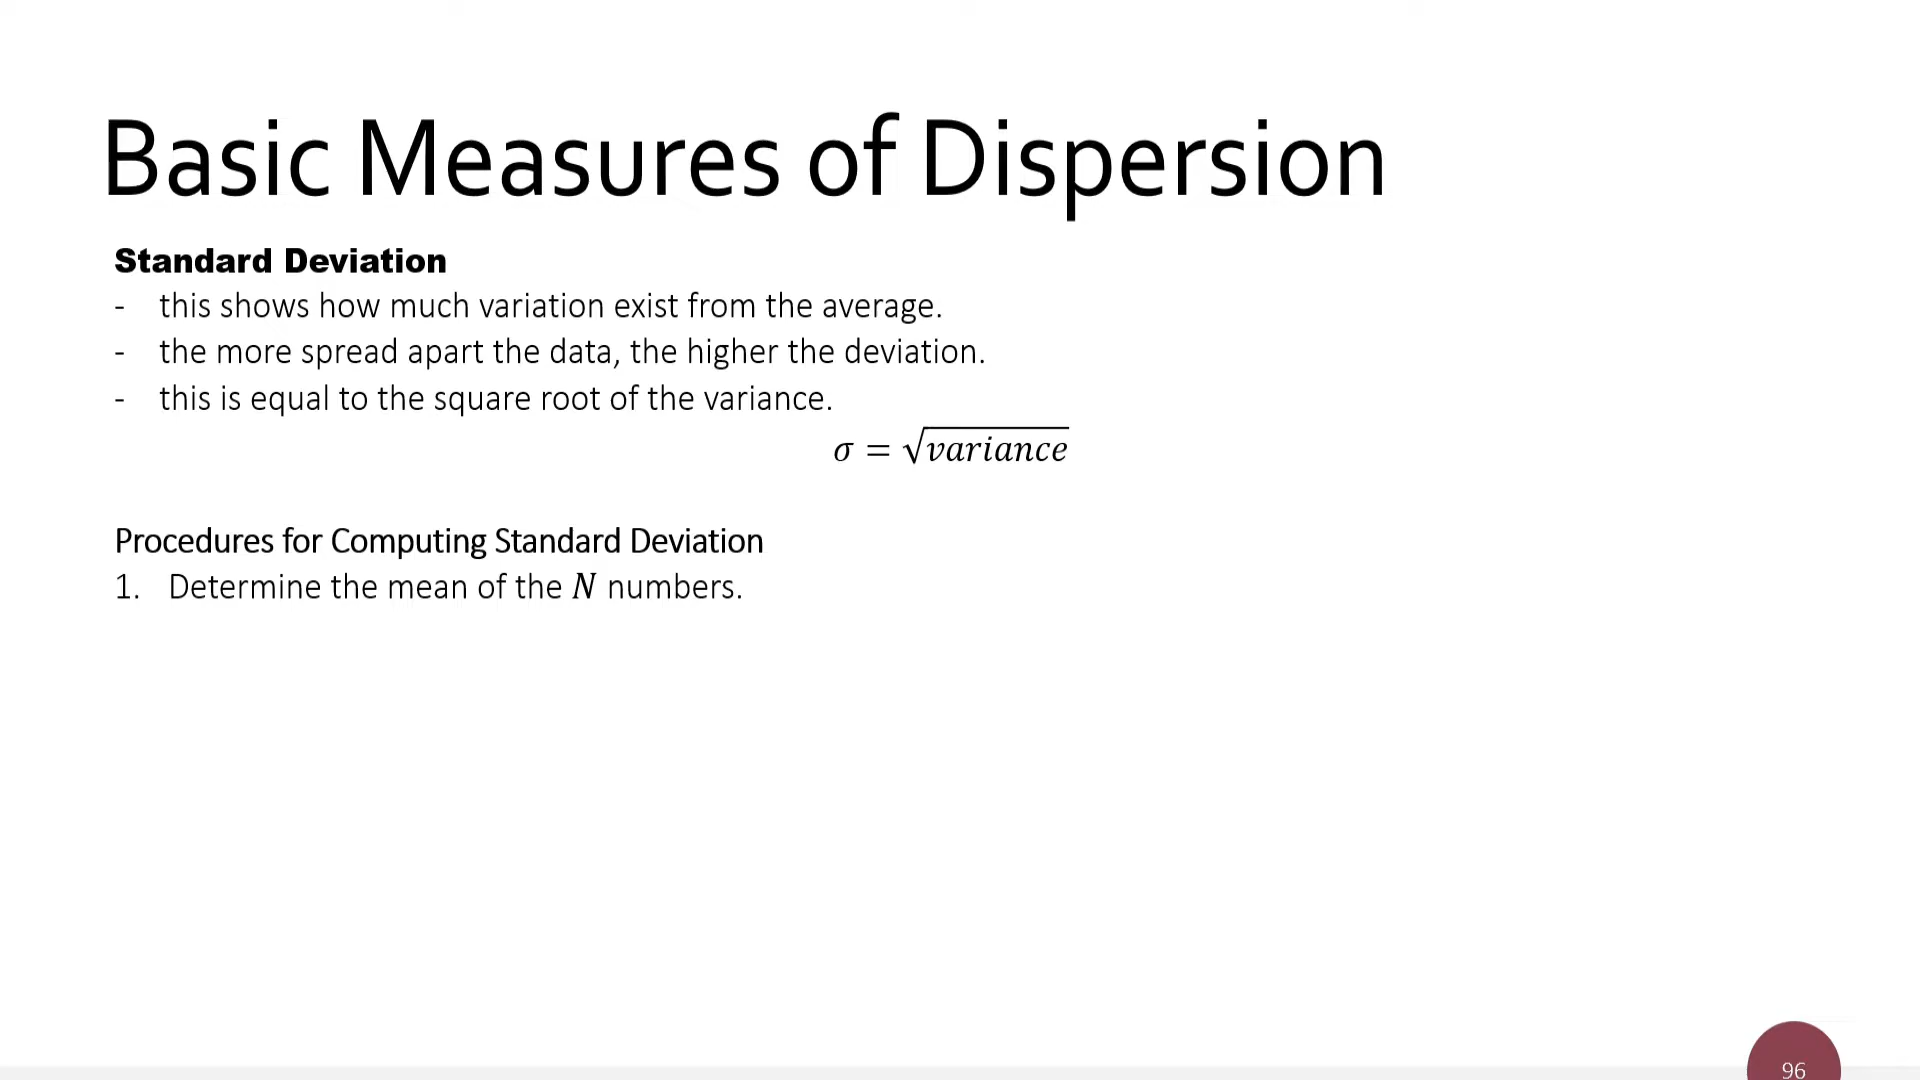 Basic Measures of Dispersion
Standard Deviation
- this shows how much variation exist from the average.
- the more spread apart the data, the higher the deviation.
- this is equal to the square root of the variance.
σ = √variance
Procedures for Computing Standard Deviation
1. Determine the mean of the N numbers.
96